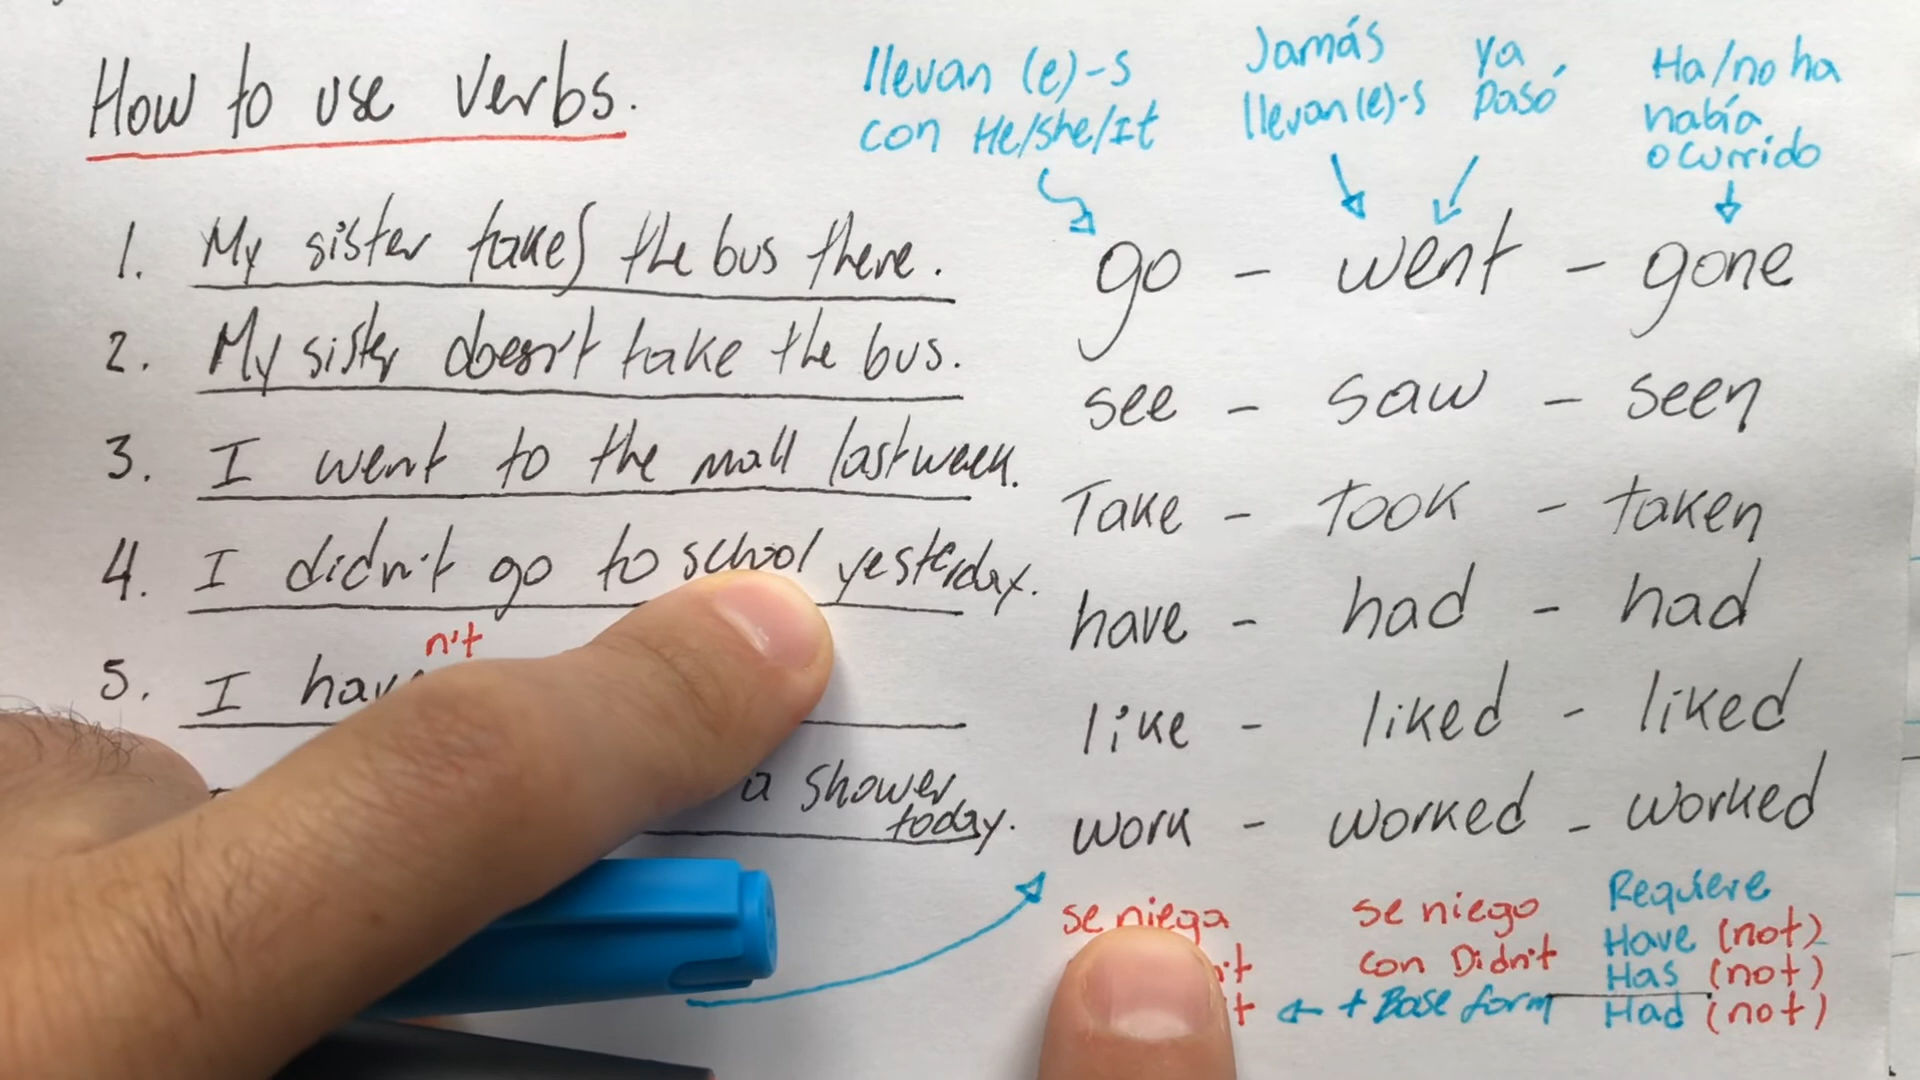 How to use verbs.
llevan (e)-s
con He/she/It
Jamás
llevan(e)-s
ya
pasó
Ha/no ha
había
ocurrido
1. My sister takes the bus there.
2. My sister doesn't take the bus.
3. I went to the mall last week.
4. I didn't go to school yesterday.
n't
5. I have
a shower
today.
go - went - gone
see - saw - seen
Take - took - taken
have - had - had
like - liked - liked
work - worked - worked
se niega
se niego
con Didn't
+ Base form
Requiere
Have (not)
Has (not)
Had (not)